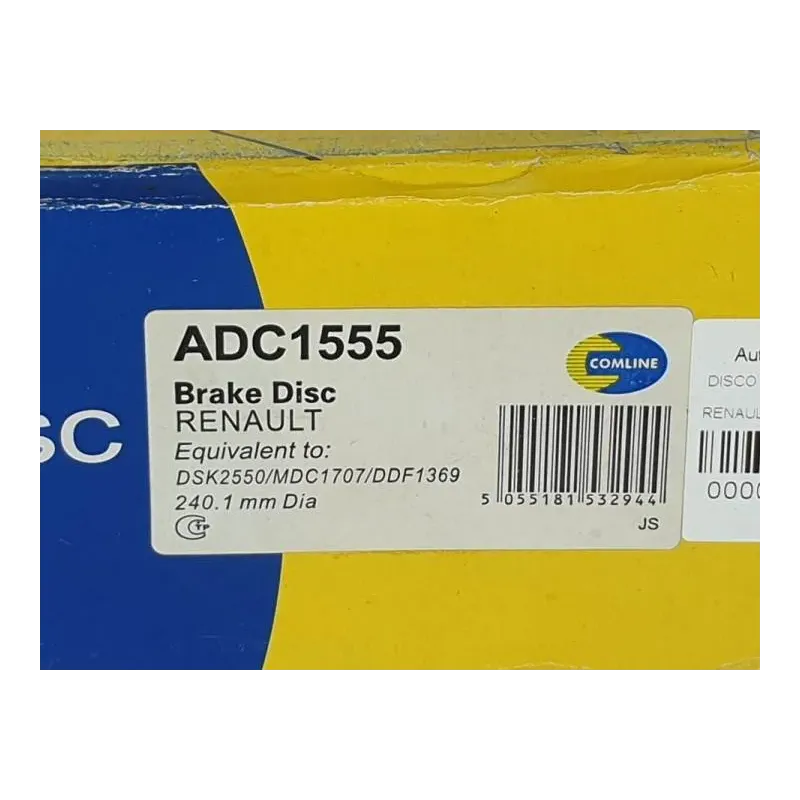 SC
ADC1555
COMLINE
Brake Disc
RENAULT
Equivalent to:
DSK2550/MDC1707/DDF1369
240.1 mm Dia
5 055181 532944
JS
DISCO
RENAUL